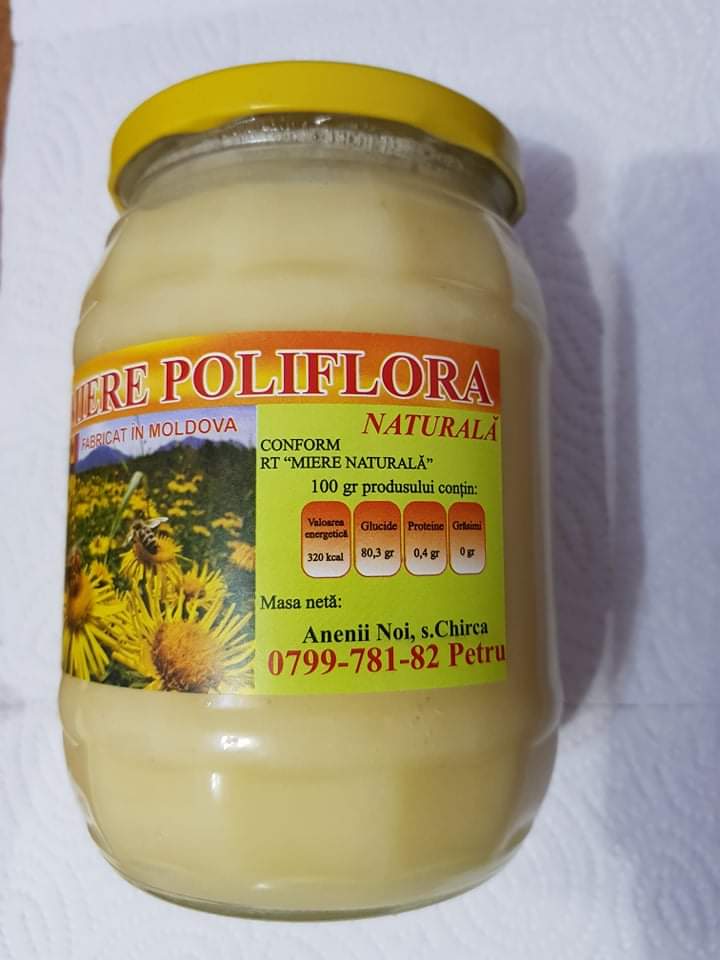 MIERE POLIFLORA
NATURALĂ
FABRICAT ÎN MOLDOVA
CONFORM
RT “MIERE NATURALĂ”
100 gr produsului conțin:
Valoarea energetică 320 kcal
Glucide 80,3 gr
Proteine 0,4 gr
Grăsimi 0 gr
Masa netă:
Anenii Noi, s.Chirca
0799-781-82 Petru